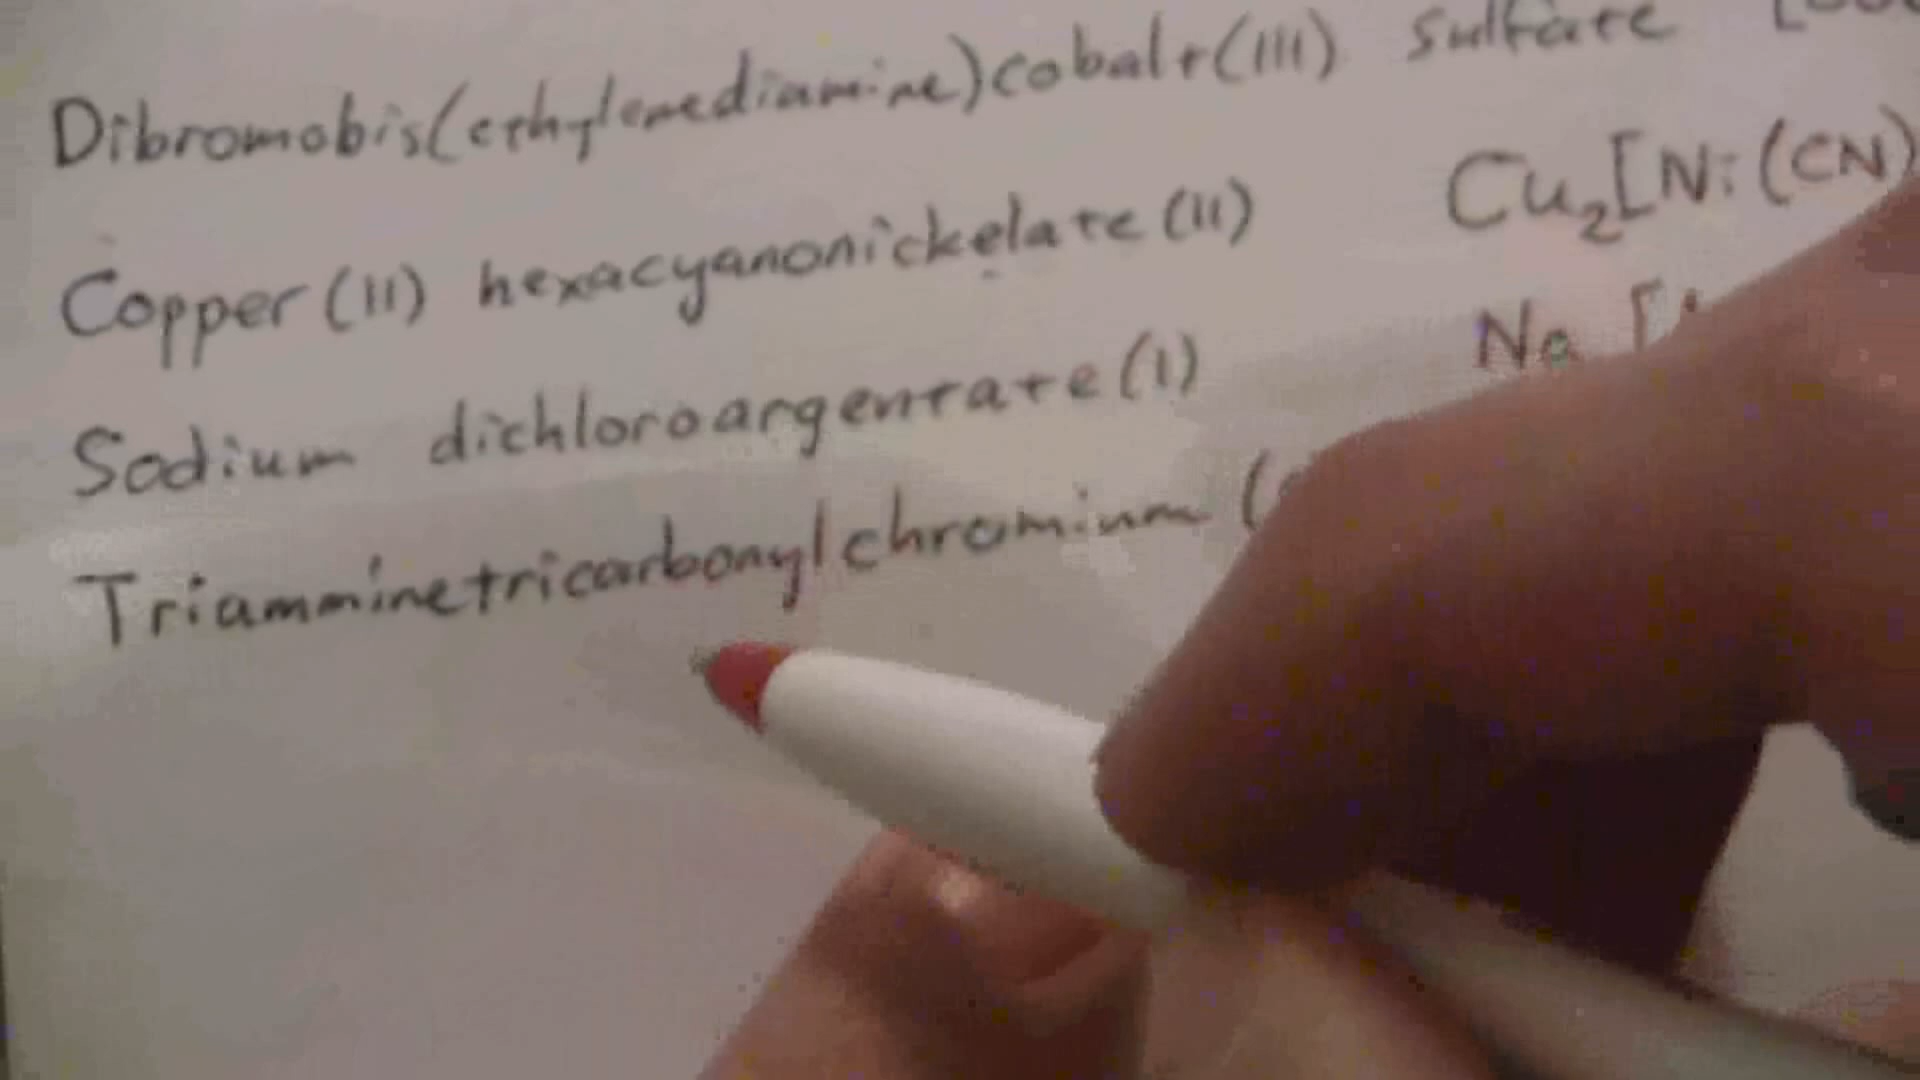 Dibromobis(ethylenediamine)cobalt(III) sulfate [
Copper(II) hexacyanonickelate(II) Cu₂[Ni(CN)
Sodium dichloroargentate(I) Na [
Triamminetricarbonylchromium (